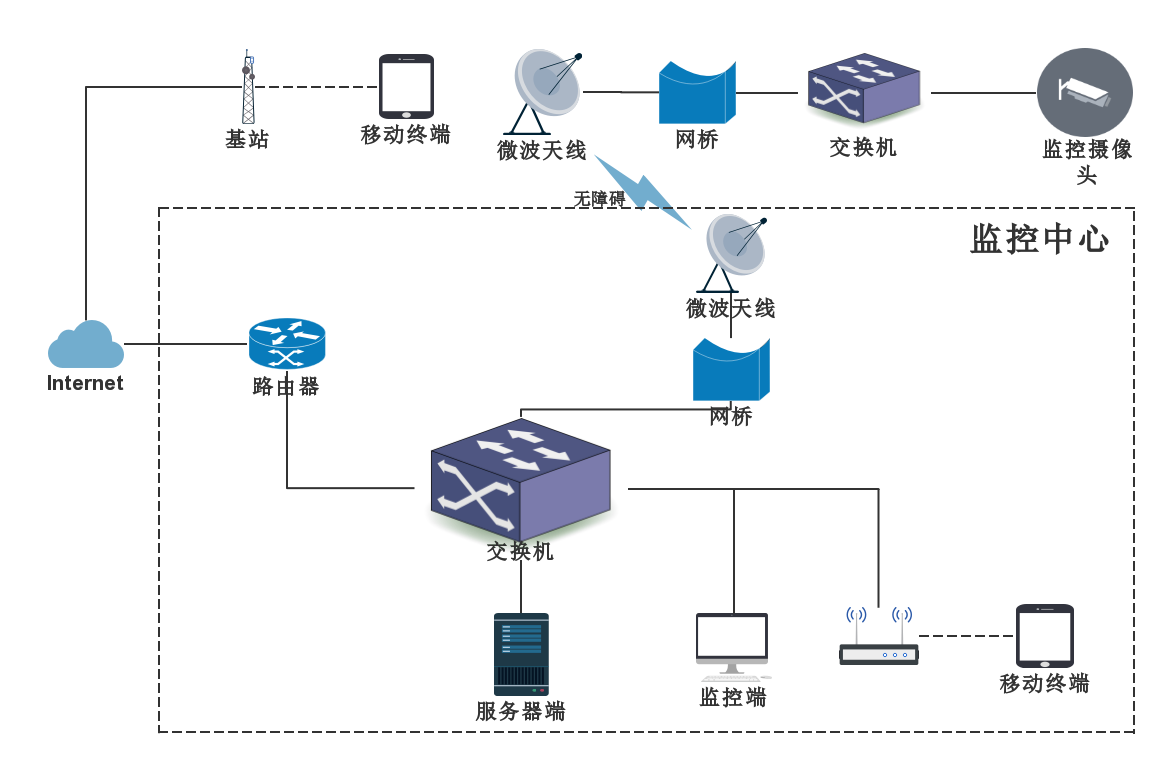 基站
移动终端
微波天线
网桥
交换机
监控摄像
头
无障碍
监控中心
微波天线
Internet
路由器
网桥
交换机
服务器端
监控端
移动终端